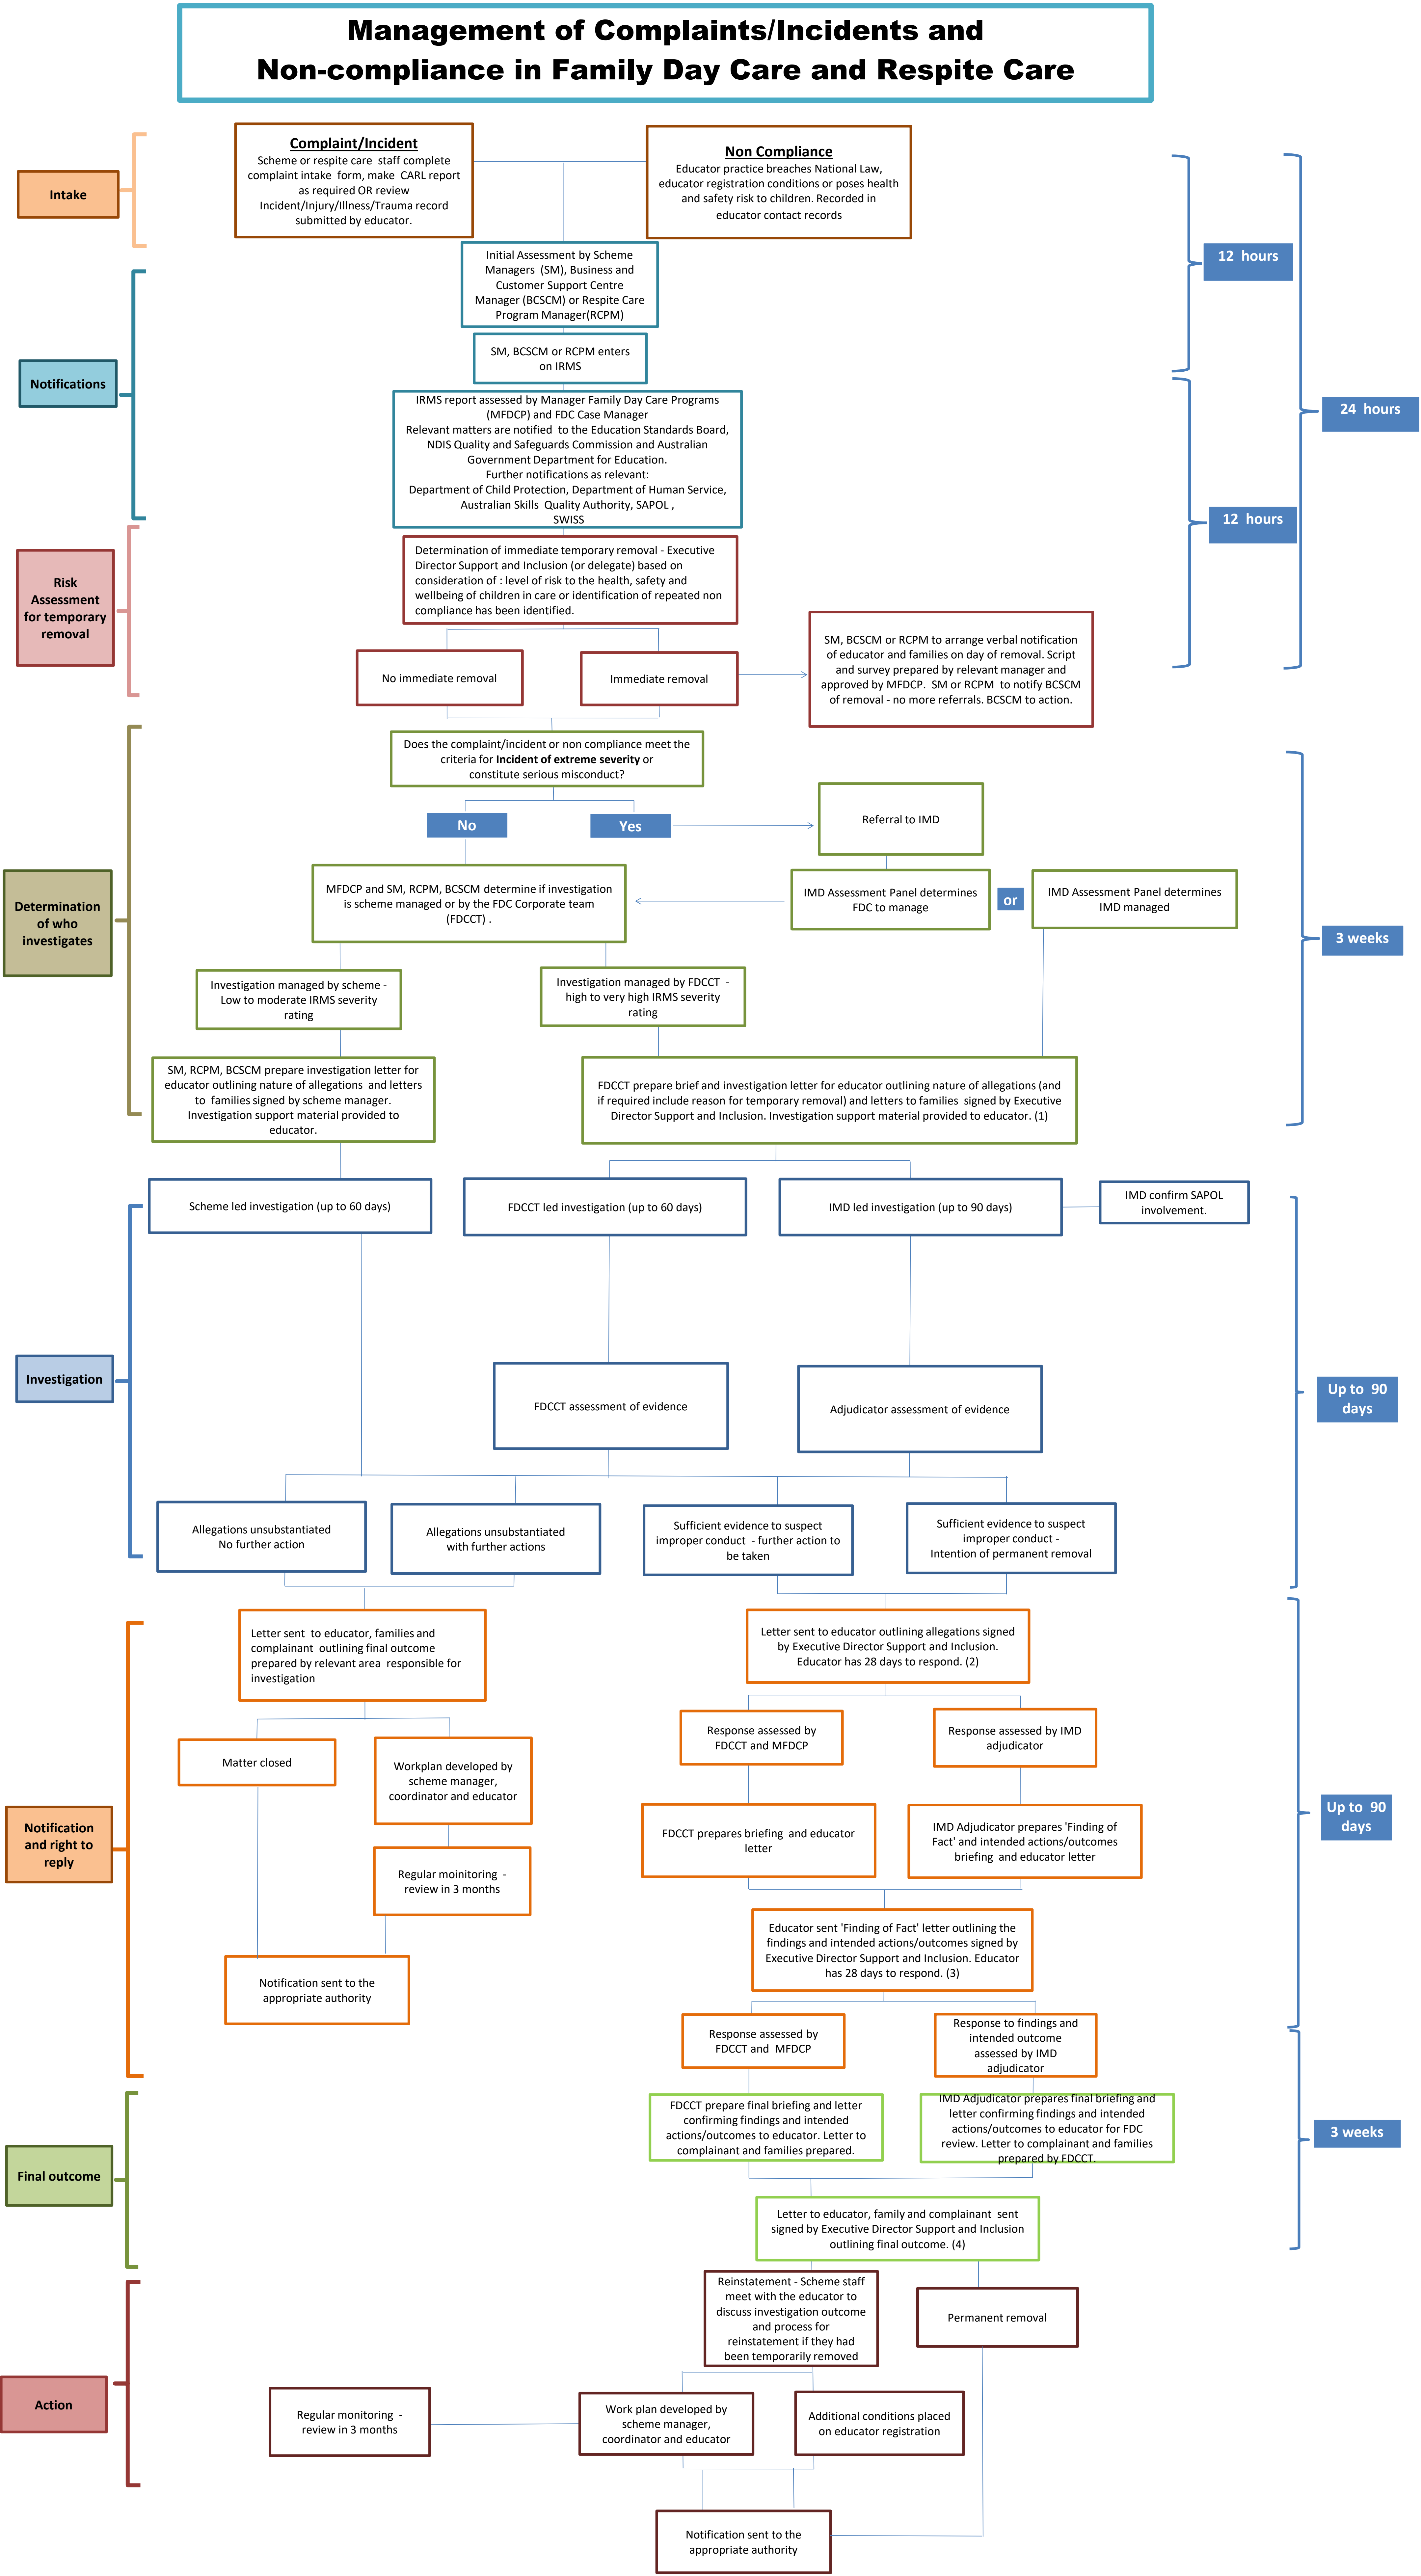 Management of Complaints/Incidents and
Non-compliance in Family Day Care and Respite Care
Intake
Complaint/Incident
Scheme or respite care staff complete
complaint intake form, make CARL report
as required OR review
Incident/Injury/Illness/Trauma record
submitted by educator.
Non Compliance
Educator practice breaches National Law,
educator registration conditions or poses health
and safety risk to children. Recorded in
educator contact records
12 hours
Initial Assessment by Scheme
Managers (SM), Business and
Customer Support Centre
Manager (BCSCM) or Respite Care
Program Manager(RCPM)
Notifications
SM, BCSCM or RCPM enters
on IRMS
24 hours
IRMS report assessed by Manager Family Day Care Programs
(MFDCP) and FDC Case Manager
Relevant matters are notified to the Education Standards Board,
NDIS Quality and Safeguards Commission and Australian
Government Department for Education.
Further notifications as relevant:
Department of Child Protection, Department of Human Service,
Australian Skills Quality Authority, SAPOL ,
SWISS
12 hours
Risk
Assessment
for temporary
removal
Determination of immediate temporary removal - Executive
Director Support and Inclusion (or delegate) based on
consideration of : level of risk to the health, safety and
wellbeing of children in care or identification of repeated non
compliance has been identified.
No immediate removal
Immediate removal
SM, BCSCM or RCPM to arrange verbal notification
of educator and families on day of removal. Script
and survey prepared by relevant manager and
approved by MFDCP. SM or RCPM to notify BCSCM
of removal - no more referrals. BCSCM to action.
Does the complaint/incident or non compliance meet the
criteria for Incident of extreme severity or
constitute serious misconduct?
No
Yes
Referral to IMD
Determination
of who
investigates
MFDCP and SM, RCPM, BCSCM determine if investigation
is scheme managed or by the FDC Corporate team
(FDCCT) .
IMD Assessment Panel determines
FDC to manage
or
IMD Assessment Panel determines
IMD managed
3 weeks
Investigation managed by scheme -
Low to moderate IRMS severity
rating
Investigation managed by FDCCT -
high to very high IRMS severity
rating
SM, RCPM, BCSCM prepare investigation letter for
educator outlining nature of allegations and letters
to families signed by scheme manager.
Investigation support material provided to
educator.
FDCCT prepare brief and investigation letter for educator outlining nature of allegations (and
if required include reason for temporary removal) and letters to families signed by Executive
Director Support and Inclusion. Investigation support material provided to educator. (1)
Scheme led investigation (up to 60 days)
FDCCT led investigation (up to 60 days)
IMD led investigation (up to 90 days)
IMD confirm SAPOL
involvement.
Investigation
FDCCT assessment of evidence
Adjudicator assessment of evidence
Up to 90
days
Allegations unsubstantiated
No further action
Allegations unsubstantiated
with further actions
Sufficient evidence to suspect
improper conduct - further action to
be taken
Sufficient evidence to suspect
improper conduct -
Intention of permanent removal
Letter sent to educator, families and
complainant outlining final outcome
prepared by relevant area responsible for
investigation
Letter sent to educator outlining allegations signed
by Executive Director Support and Inclusion.
Educator has 28 days to respond. (2)
Matter closed
Workplan developed by
scheme manager,
coordinator and educator
Response assessed by
FDCCT and MFDCP
Response assessed by IMD
adjudicator
Notification
and right to
reply
Regular moinitoring -
review in 3 months
FDCCT prepares briefing and educator
letter
IMD Adjudicator prepares 'Finding of
Fact' and intended actions/outcomes
briefing and educator letter
Up to 90
days
Notification sent to the
appropriate authority
Educator sent 'Finding of Fact' letter outlining the
findings and intended actions/outcomes signed by
Executive Director Support and Inclusion. Educator
has 28 days to respond. (3)
Response assessed by
FDCCT and MFDCP
Response to findings and
intended outcome
assessed by IMD
adjudicator
Final outcome
FDCCT prepare final briefing and letter
confirming findings and intended
actions/outcomes to educator. Letter to
complainant and families prepared.
IMD Adjudicator prepares final briefing and
letter confirming findings and intended
actions/outcomes to educator for FDC
review. Letter to complainant and families
prepared by FDCCT.
3 weeks
Letter to educator, family and complainant sent
signed by Executive Director Support and Inclusion
outlining final outcome. (4)
Reinstatement - Scheme staff
meet with the educator to
discuss investigation outcome
and process for
reinstatement if they had
been temporarily removed
Permanent removal
Action
Regular monitoring -
review in 3 months
Work plan developed by
scheme manager,
coordinator and educator
Additional conditions placed
on educator registration
Notification sent to the
appropriate authority